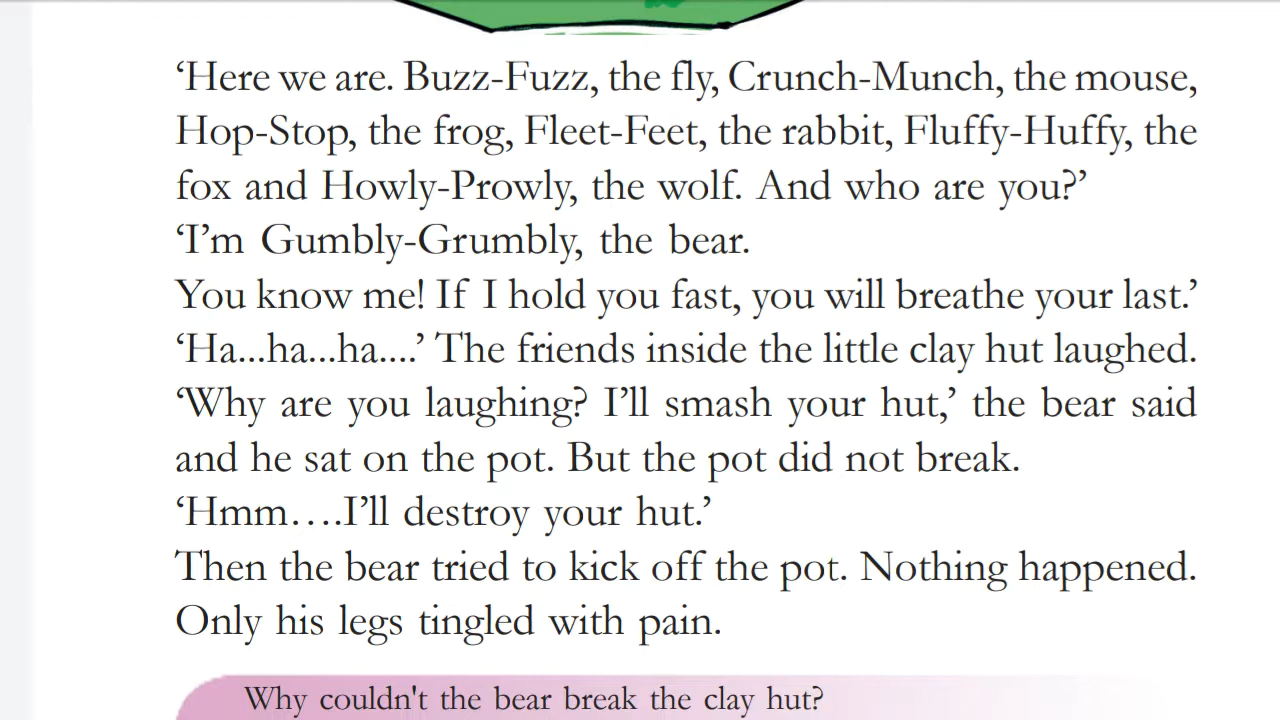 ‘Here we are. Buzz-Fuzz, the fly, Crunch-Munch, the mouse,
Hop-Stop, the frog, Fleet-Feet, the rabbit, Fluffy-Huffy, the
fox and Howly-Prowly, the wolf. And who are you?’
‘I’m Gumbly-Grumbly, the bear.
You know me! If I hold you fast, you will breathe your last.’
‘Ha...ha...ha....’ The friends inside the little clay hut laughed.
‘Why are you laughing? I’ll smash your hut,’ the bear said
and he sat on the pot. But the pot did not break.
‘Hmm….I’ll destroy your hut.’
Then the bear tried to kick off the pot. Nothing happened.
Only his legs tingled with pain.
Why couldn't the bear break the clay hut?